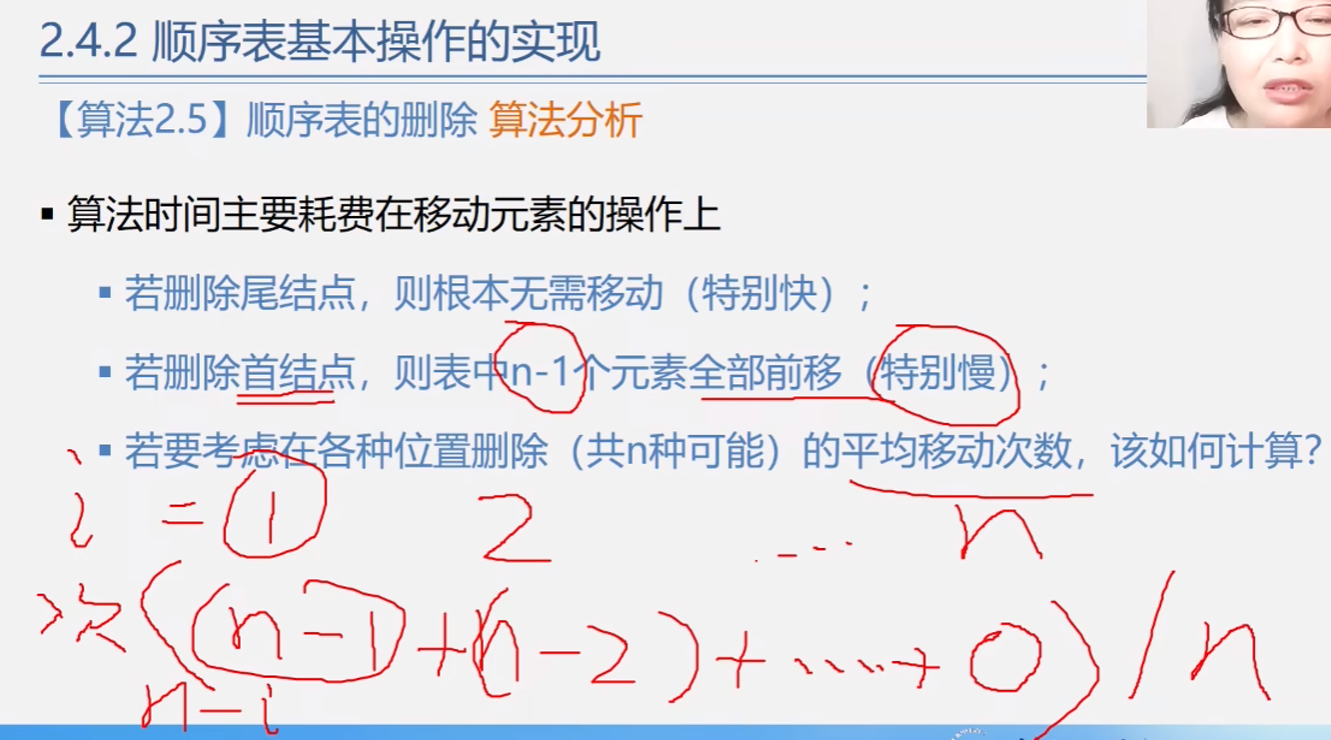 2.4.2 顺序表基本操作的实现
【算法2.5】顺序表的删除 算法分析
▪ 算法时间主要耗费在移动元素的操作上
▪ 若删除尾结点，则根本无需移动（特别快）；
▪ 若删除首结点，则表中n-1个元素全部前移（特别慢）；
▪ 若要考虑在各种位置删除（共n种可能）的平均移动次数，该如何计算？
i = 1 2 ... n
次 ((n-1)+(n-2)+......+0)/n
n-i